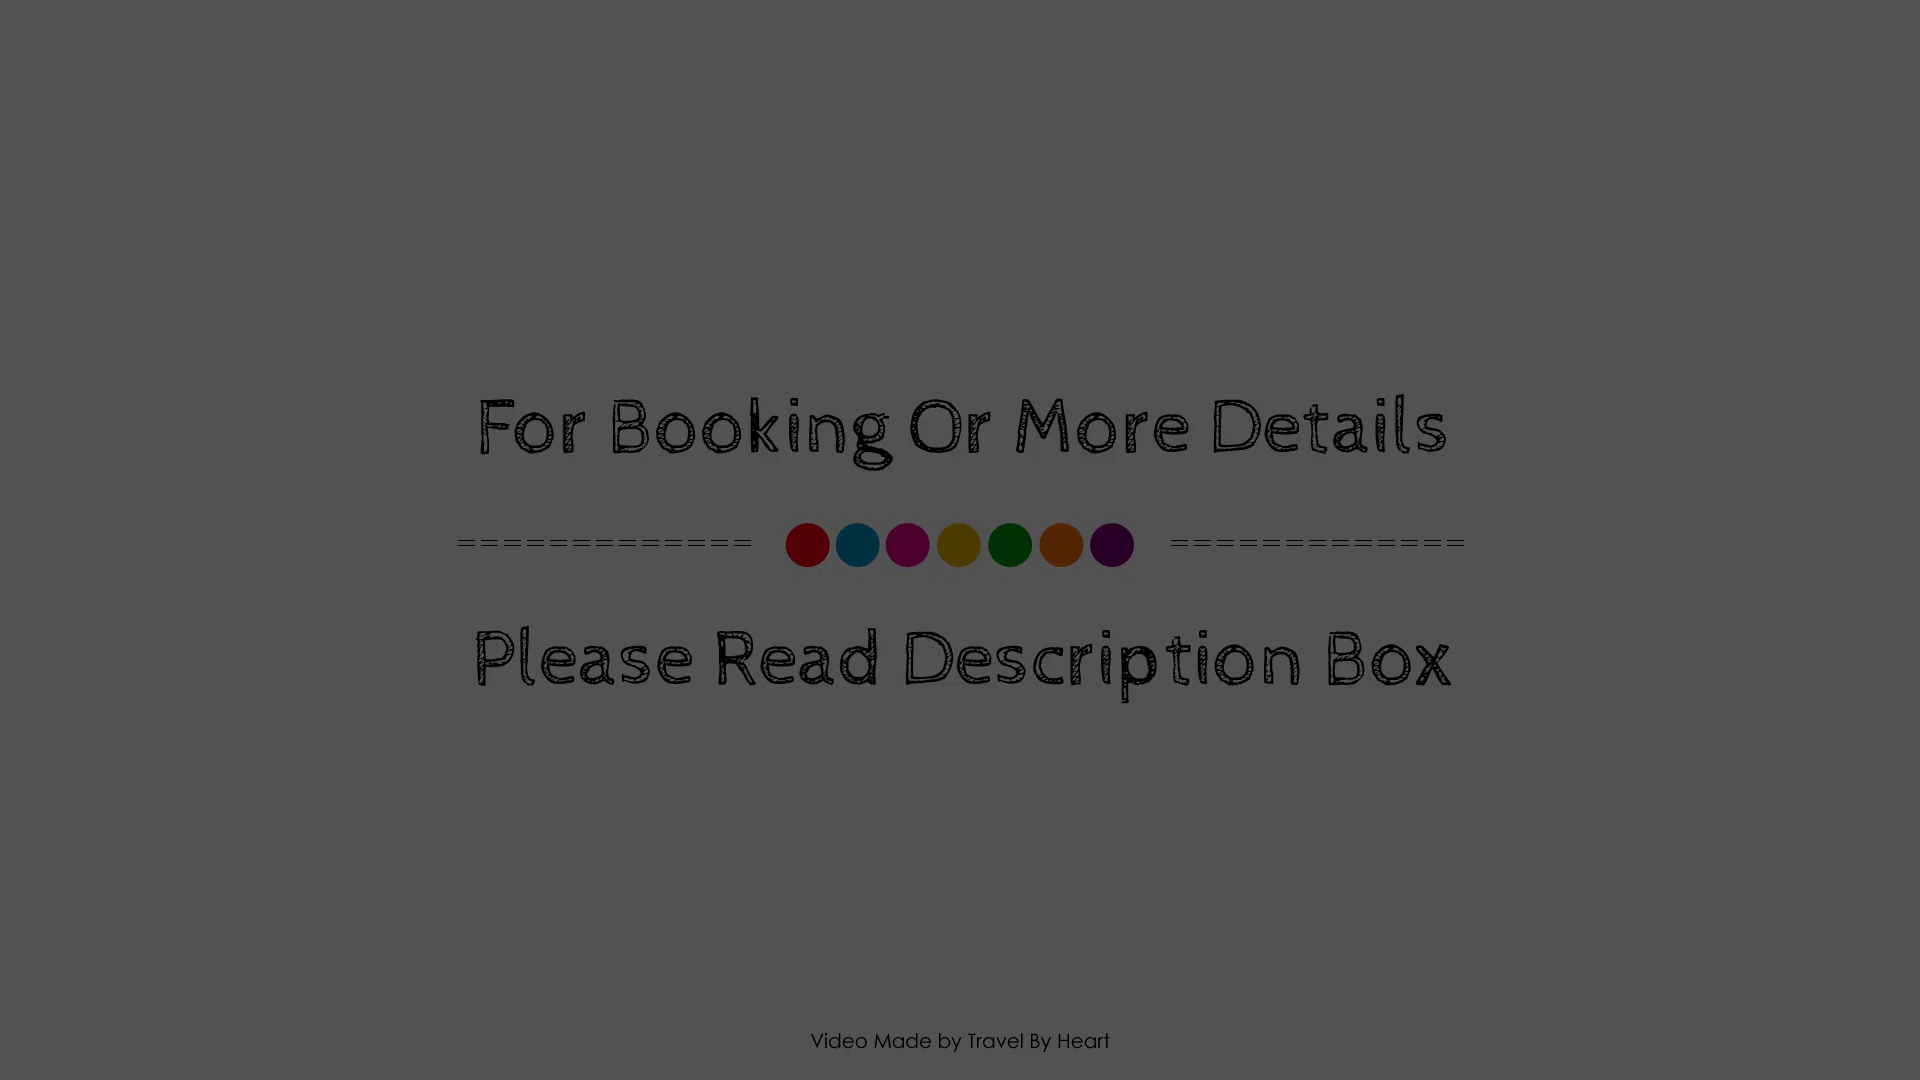 For Booking Or More Details
============= =============
Please Read Description Box
Video Made by Travel By Heart